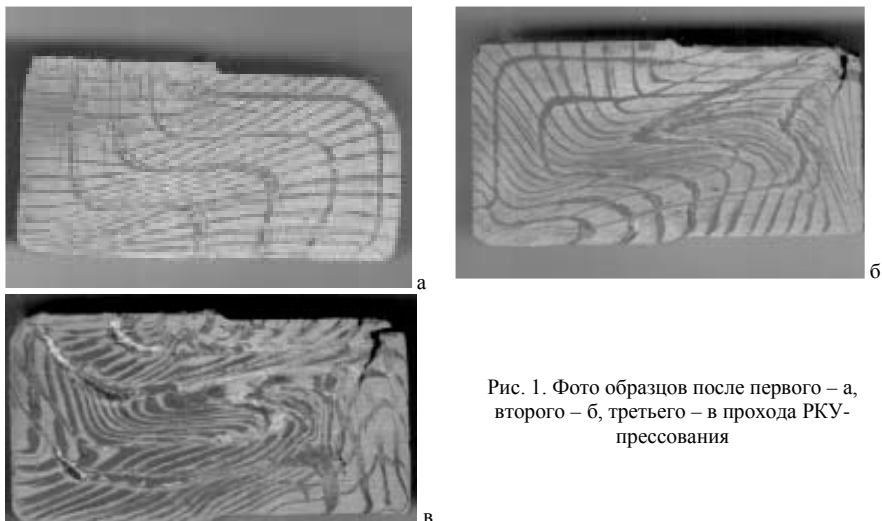 а
б
Рис. 1. Фото образцов после первого – а,
второго – б, третьего – в прохода РКУ-
прессования
в